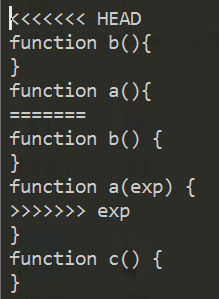 <<<<<<< HEAD
function b(){
}
function a(){
=======
function b() {
}
function a(exp) {
>>>>>>> exp
}
function c() {
}